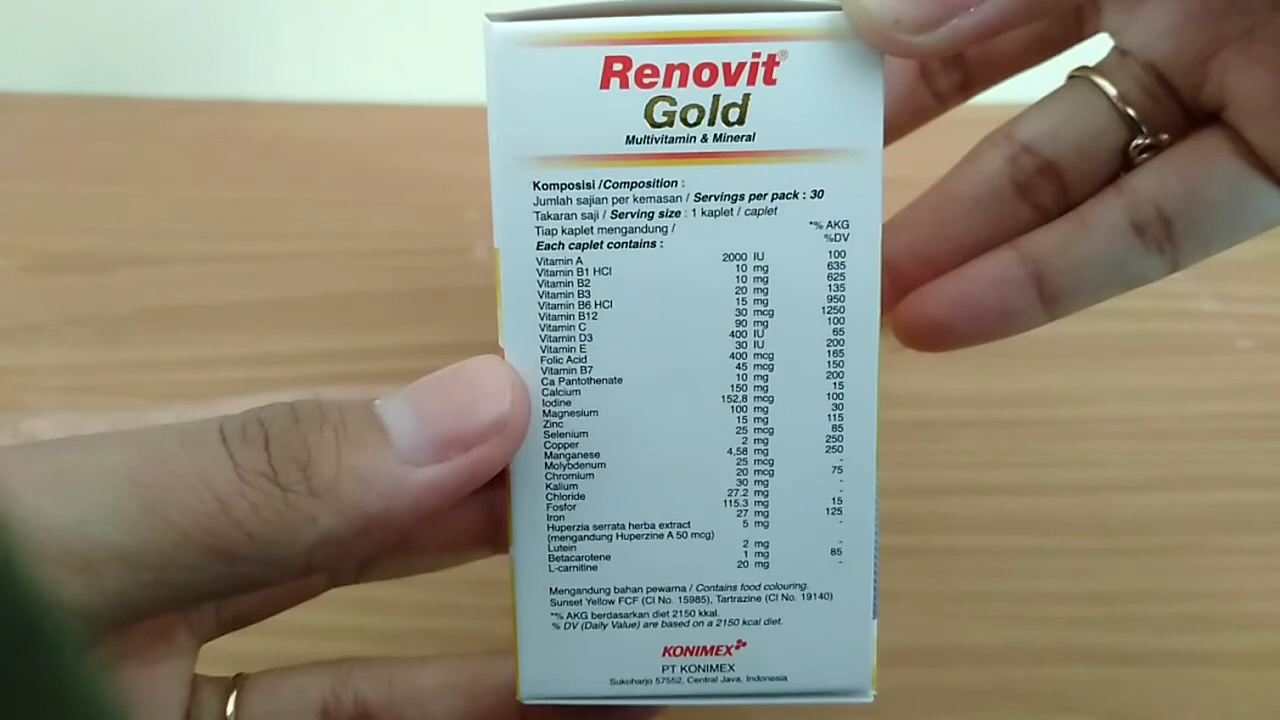 Renovit®
Gold
Multivitamin & Mineral
Komposisi /Composition :
Jumlah sajian per kemasan / Servings per pack : 30
Takaran saji / Serving size : 1 kaplet / caplet
Tiap kaplet mengandung / *% AKG
Each caplet contains : %DV
Vitamin A 2000 IU 100
Vitamin B1 HCl 10 mg 635
Vitamin B2 10 mg 625
Vitamin B3 20 mg 135
Vitamin B6 HCl 15 mg 950
Vitamin B12 30 mcg 1250
Vitamin C 90 mg 100
Vitamin D3 400 IU 65
Vitamin E 30 IU 200
Folic Acid 400 mcg 165
Vitamin B7 45 mcg 150
Ca Pantothenate 10 mg 200
Calcium 150 mg 15
Iodine 152,8 mcg 100
Magnesium 100 mg 30
Zinc 15 mg 115
Selenium 25 mcg 85
Copper 2 mg 250
Manganese 4,58 mg 250
Molybdenum 25 mcg -
Chromium 20 mcg 75
Kalium 30 mg -
Chloride 27.2 mg -
Fosfor 115.3 mg 15
Iron 27 mg 125
Huperzia serrata herba extract 5 mg -
(mengandung Huperzine A 50 mcg)
Lutein 2 mg -
Betacarotene 1 mg 85
L-carnitine 20 mg -
Mengandung bahan pewarna / Contains food colouring.
Sunset Yellow FCF (CI No. 15985), Tartrazine (CI No. 19140)
*% AKG berdasarkan diet 2150 kkal.
% DV (Daily Value) are based on a 2150 kcal diet.
KONIMEX
PT KONIMEX
Sukoharjo 57552, Central Java, Indonesia